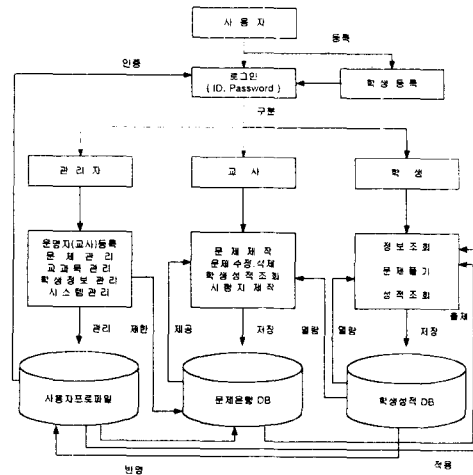 사 용 자
등록
인증
로그인
( ID, Password )
학 생 등 록
구분
관 리 자
교 사
학 생
운영자(교사)등록
문 제 관 리
교 과 목 관 리
학 생 정 보 관 리
시 스 템 관 리
문 제 제 작
문제 수정.삭제
학생성적조회
시 험 지 제 작
정 보 조 회
문 제 풀 기
성 적 조 회
출제
관리
제한
제공
저장
열람
열람
저장
사용자프로파일
문제은행 DB
학생성적 DB
반영
적용